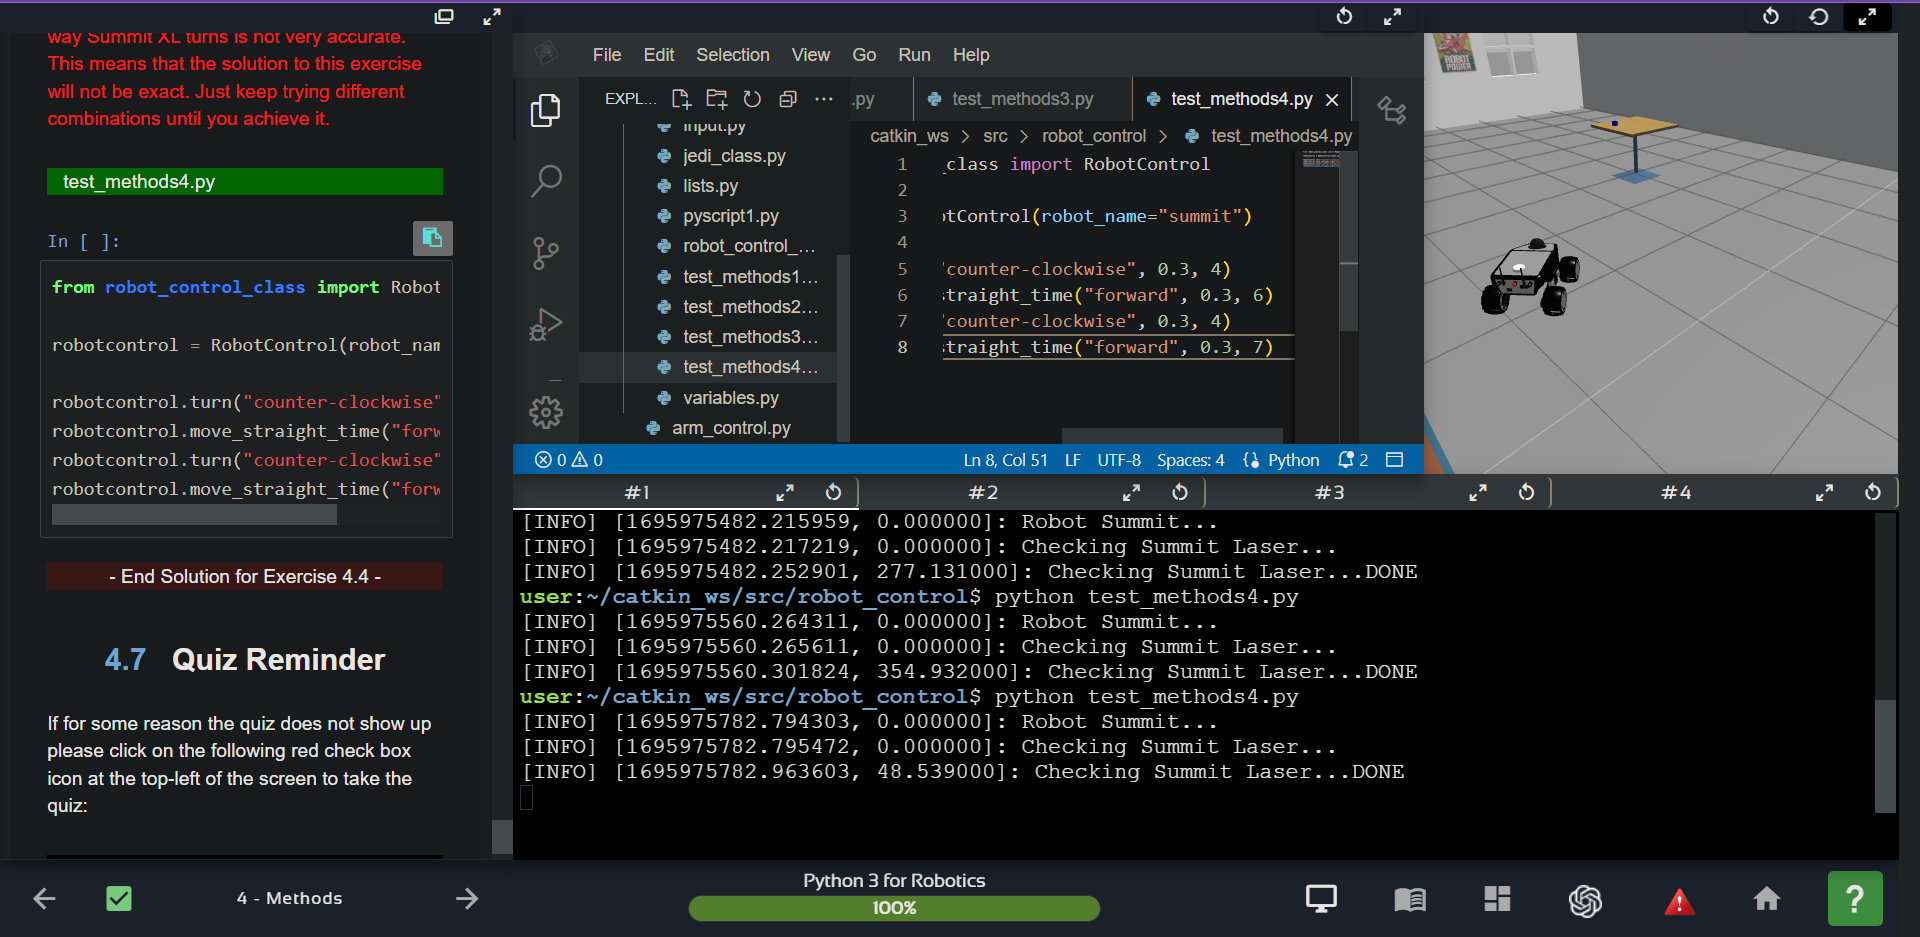 way Summit XL turns is not very accurate.
This means that the solution to this exercise
will not be exact. Just keep trying different
combinations until you achieve it.
test_methods4.py
In [ ]:
from robot_control_class import Robot
robotcontrol = RobotControl(robot_nam
robotcontrol.turn("counter-clockwise"
robotcontrol.move_straight_time("forw
robotcontrol.turn("counter-clockwise"
robotcontrol.move_straight_time("forw
- End Solution for Exercise 4.4 -
4.7 Quiz Reminder
If for some reason the quiz does not show up
please click on the following red check box
icon at the top-left of the screen to take the
quiz:
File Edit Selection View Go Run Help
EXPL...
input.py
jedi_class.py
lists.py
pyscript1.py
robot_control_...
test_methods1...
test_methods2...
test_methods3...
test_methods4...
variables.py
arm_control.py
.py test_methods3.py test_methods4.py
catkin_ws > src > robot_control > test_methods4.py
1 _class import RobotControl
2
3 tControl(robot_name="summit")
4
5 "counter-clockwise", 0.3, 4)
6 traight_time("forward", 0.3, 6)
7 "counter-clockwise", 0.3, 4)
8 traight_time("forward", 0.3, 7)
0 0 Ln 8, Col 51 LF UTF-8 Spaces: 4 Python 2
ROBOT
POWER
#1 #2 #3 #4
[INFO] [1695975482.215959, 0.000000]: Robot Summit...
[INFO] [1695975482.217219, 0.000000]: Checking Summit Laser...
[INFO] [1695975482.252901, 277.131000]: Checking Summit Laser...DONE
user:~/catkin_ws/src/robot_control$ python test_methods4.py
[INFO] [1695975560.264311, 0.000000]: Robot Summit...
[INFO] [1695975560.265611, 0.000000]: Checking Summit Laser...
[INFO] [1695975560.301824, 354.932000]: Checking Summit Laser...DONE
user:~/catkin_ws/src/robot_control$ python test_methods4.py
[INFO] [1695975782.794303, 0.000000]: Robot Summit...
[INFO] [1695975782.795472, 0.000000]: Checking Summit Laser...
[INFO] [1695975782.963603, 48.539000]: Checking Summit Laser...DONE
4 - Methods
Python 3 for Robotics
100%
?